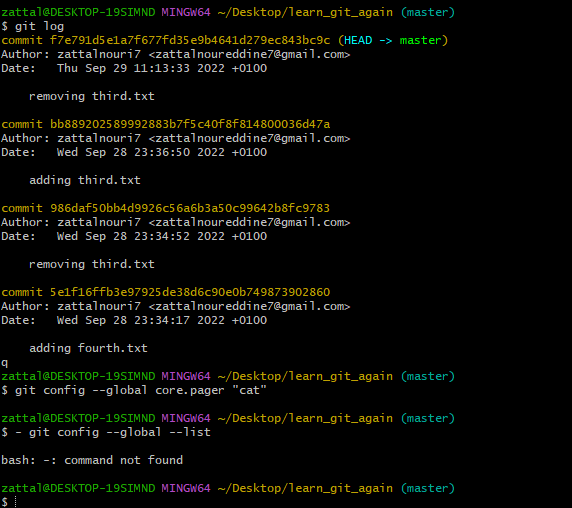 zattal@DESKTOP-19SIMND MINGW64 ~/Desktop/learn_git_again (master)
$ git log
commit f7e791d5e1a7f677fd35e9b4641d279ec843bc9c (HEAD -> master)
Author: zattalnouri7 <zattalnoureddine7@gmail.com>
Date:   Thu Sep 29 11:13:33 2022 +0100

    removing third.txt

commit bb889202589992883b7f5c40f8f814800036d47a
Author: zattalnouri7 <zattalnoureddine7@gmail.com>
Date:   Wed Sep 28 23:36:50 2022 +0100

    adding third.txt

commit 986daf50bb4d9926c56a6b3a50c99642b8fc9783
Author: zattalnouri7 <zattalnoureddine7@gmail.com>
Date:   Wed Sep 28 23:34:52 2022 +0100

    removing third.txt

commit 5e1f16ffb3e97925de38d6c90e0b749873902860
Author: zattalnouri7 <zattalnoureddine7@gmail.com>
Date:   Wed Sep 28 23:34:17 2022 +0100

    adding fourth.txt
q
zattal@DESKTOP-19SIMND MINGW64 ~/Desktop/learn_git_again (master)
$ git config --global core.pager "cat"

zattal@DESKTOP-19SIMND MINGW64 ~/Desktop/learn_git_again (master)
$ - git config --global --list

bash: -: command not found

zattal@DESKTOP-19SIMND MINGW64 ~/Desktop/learn_git_again (master)
$